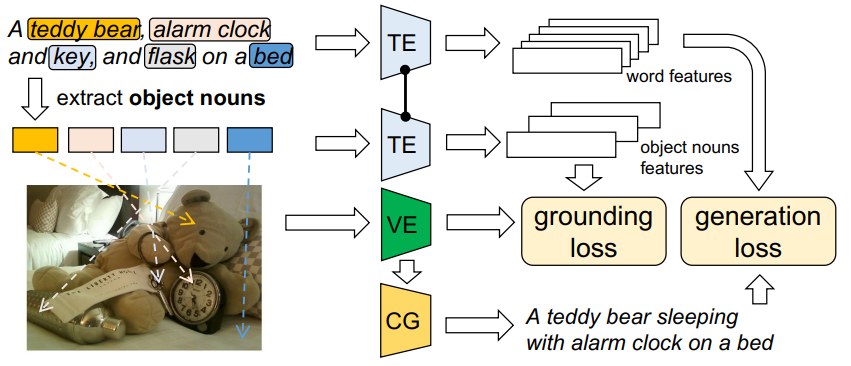 A teddy bear, alarm clock
and key, and flask on a bed
extract object nouns
TE
word features
TE
object nouns
features
VE
grounding
loss
generation
loss
CG
A teddy bear sleeping
with alarm clock on a bed